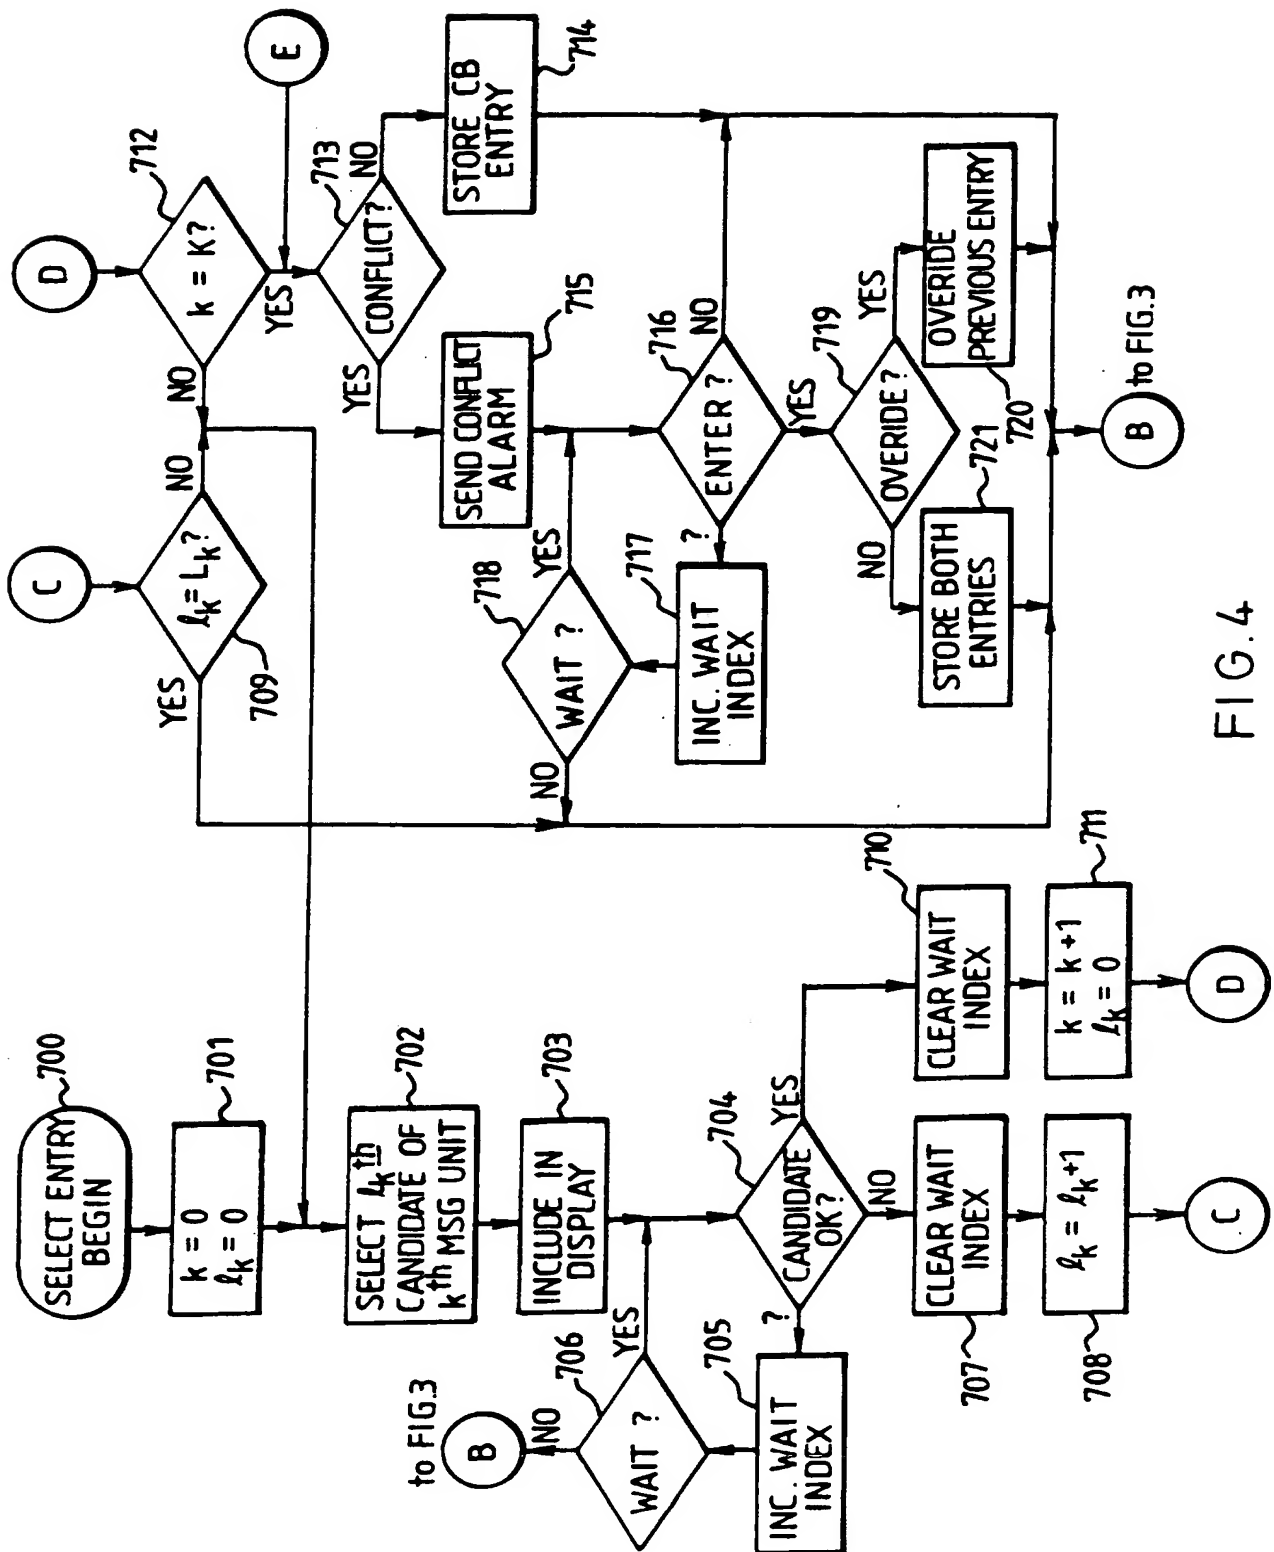 SELECT ENTRY
BEGIN
700
k = 0
ℓk = 0
701
SELECT ℓk th
CANDIDATE OF
k th MSG UNIT
702
INCLUDE IN
DISPLAY
703
CANDIDATE
OK?
704
YES
NO
?
INC. WAIT
INDEX
705
WAIT ?
706
YES
NO
B
to FIG.3
CLEAR WAIT
INDEX
707
ℓk = ℓk+1
708
C
CLEAR WAIT
INDEX
710
k = k+1
ℓk = 0
711
D
C
ℓk = Lk?
709
YES
NO
D
k = K?
712
NO
YES
E
CONFLICT?
713
YES
NO
STORE CB
ENTRY
714
SEND CONFLICT
ALARM
715
ENTER ?
716
NO
YES
?
INC. WAIT
INDEX
717
WAIT ?
718
YES
NO
OVERIDE?
719
YES
NO
OVERIDE
PREVIOUS ENTRY
720
STORE BOTH
ENTRIES
721
B
to FIG.3
FIG.4